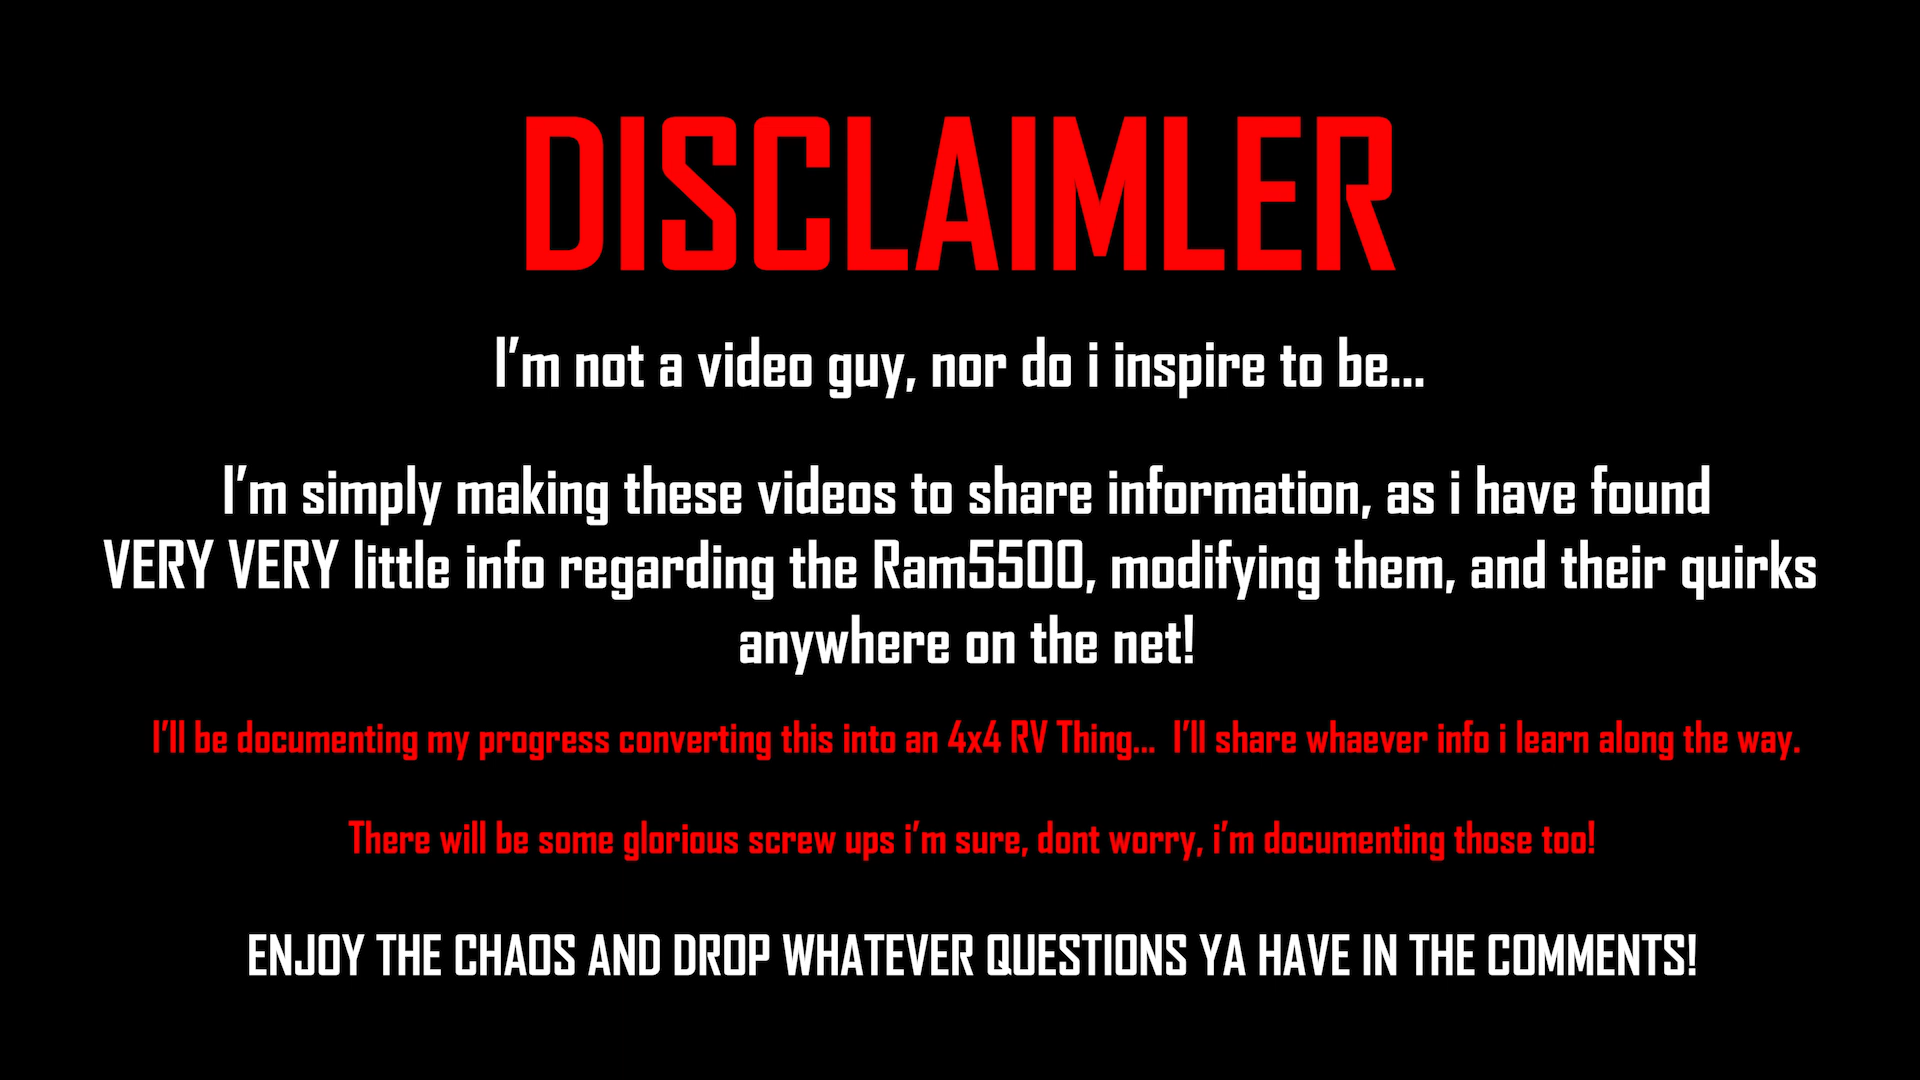 DISCLAIMLER
I'm not a video guy, nor do i inspire to be...
I'm simply making these videos to share information, as i have found
VERY VERY little info regarding the Ram5500, modifying them, and their quirks
anywhere on the net!
I'll be documenting my progress converting this into an 4x4 RV Thing... I'll share whaever info i learn along the way.
There will be some glorious screw ups i'm sure, dont worry, i'm documenting those too!
ENJOY THE CHAOS AND DROP WHATEVER QUESTIONS YA HAVE IN THE COMMENTS!